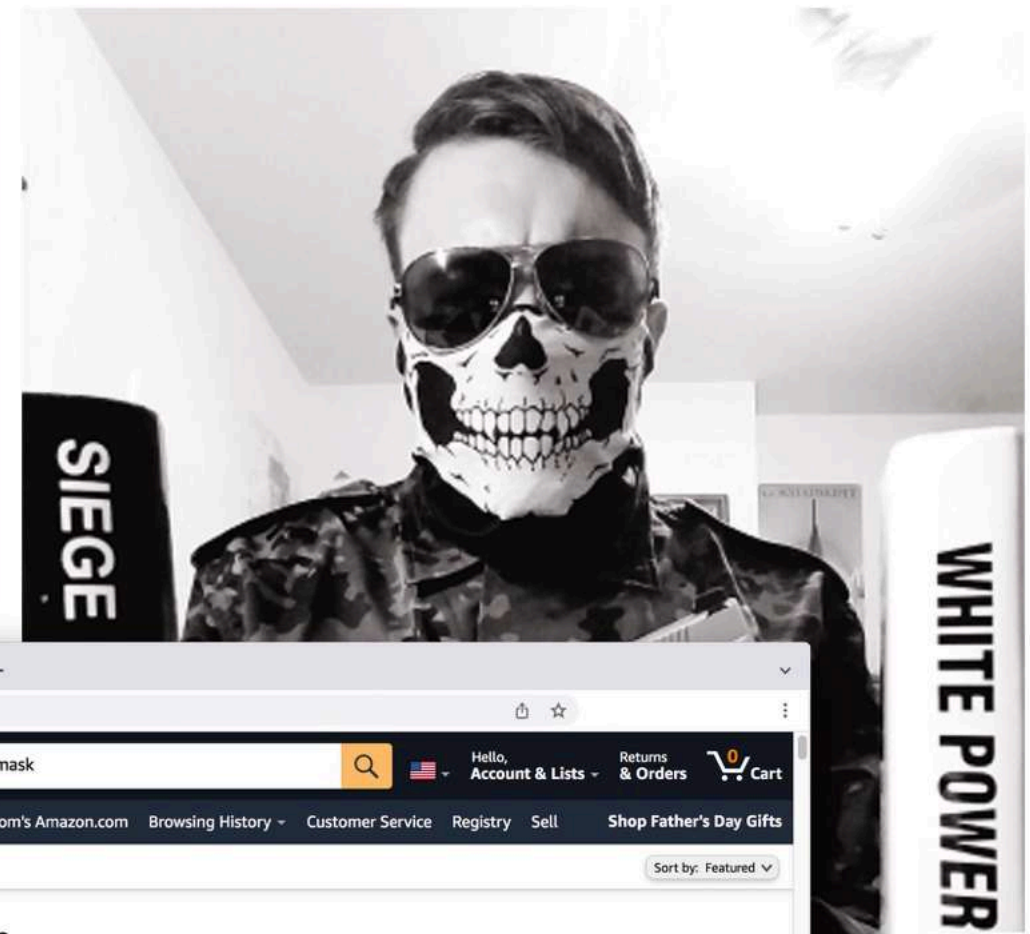 SIEGE
WHITE POWER
mask
Hello,
Account & Lists
Returns
& Orders
0
Cart
om's Amazon.com
Browsing History
Customer Service
Registry
Sell
Shop Father's Day Gifts
Sort by: Featured